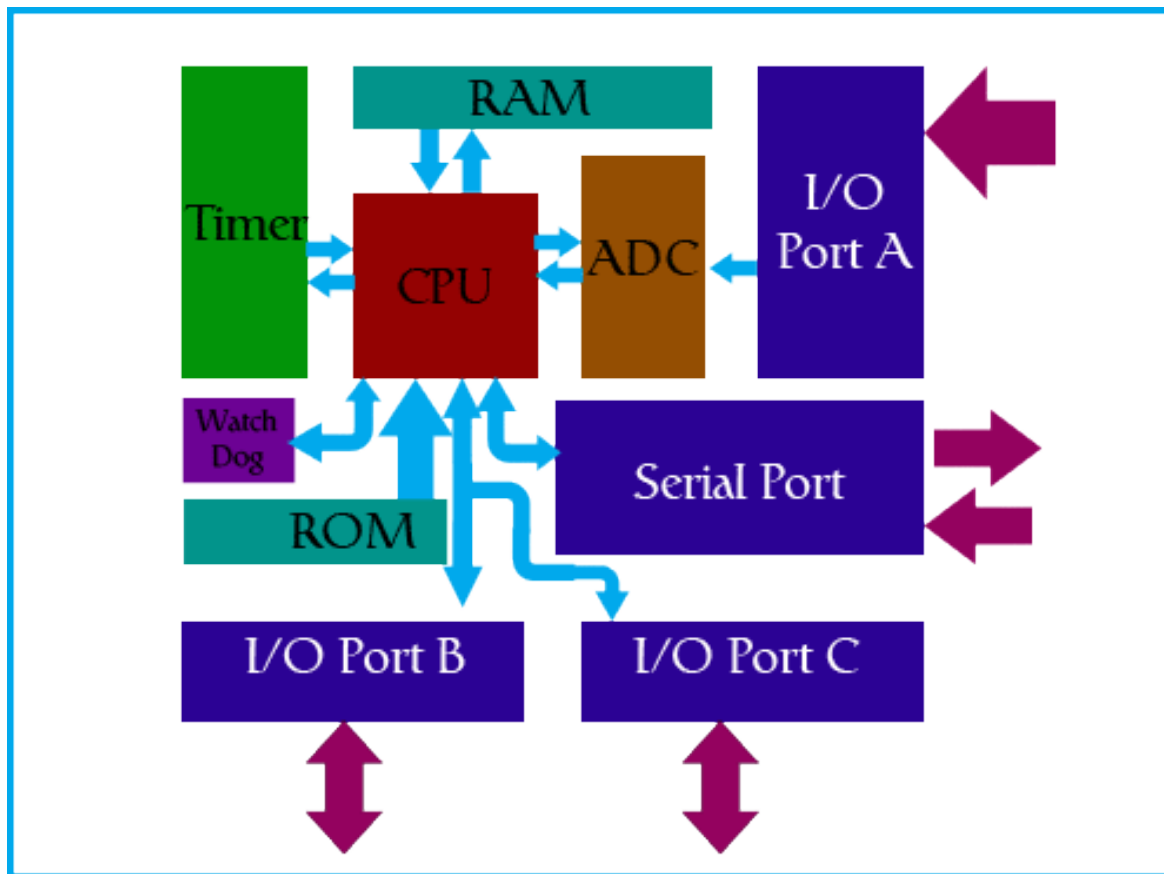 RAM
Timer
CPU
ADC
I/O
Port A
Watch
Dog
ROM
Serial Port
I/O Port B
I/O Port C